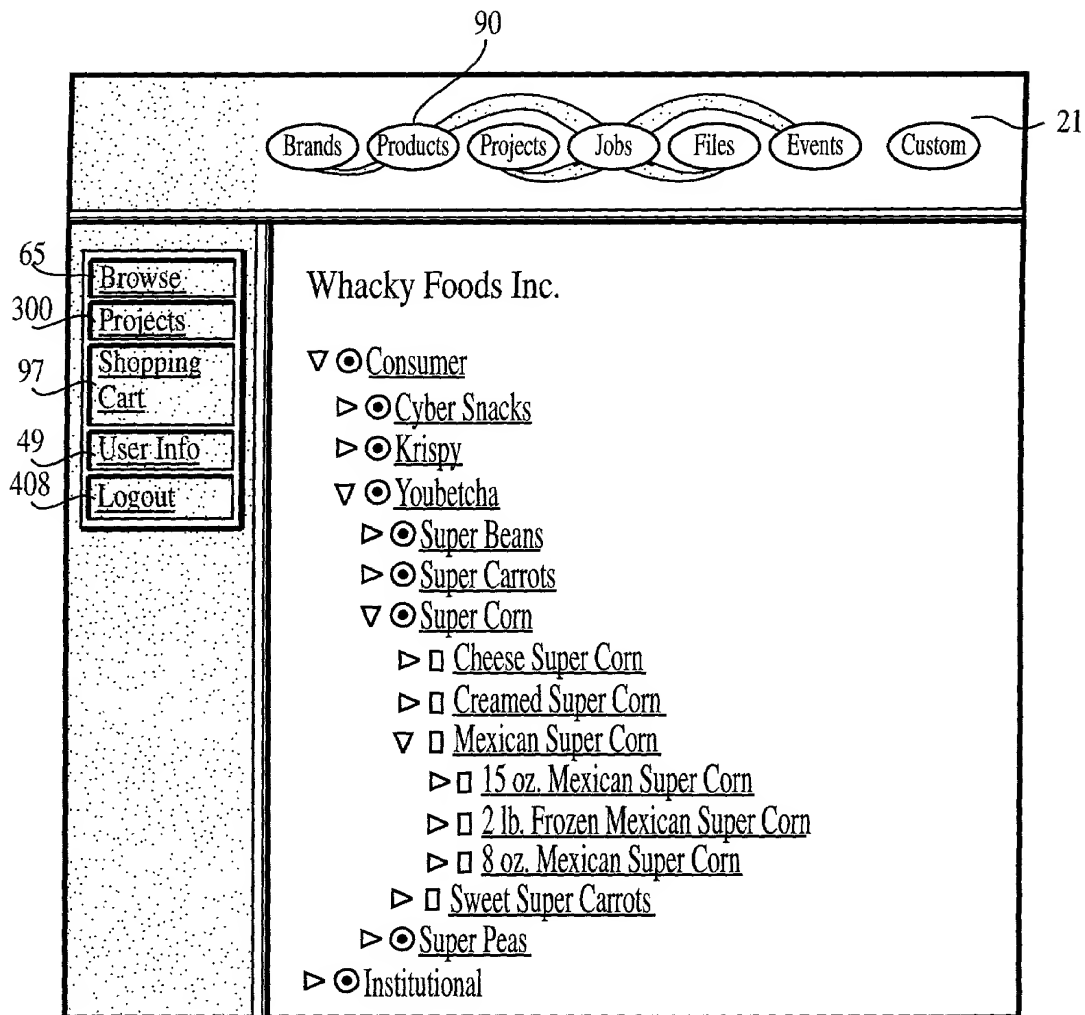 90
21
Brands Products Projects Jobs Files Events Custom
65
Browse
300
Projects
97
Shopping
Cart
49
User Info
408
Logout
Whacky Foods Inc.
Consumer
Cyber Snacks
Krispy
Youbetcha
Super Beans
Super Carrots
Super Corn
Cheese Super Corn
Creamed Super Corn
Mexican Super Corn
15 oz. Mexican Super Corn
2 lb. Frozen Mexican Super Corn
8 oz. Mexican Super Corn
Sweet Super Carrots
Super Peas
Institutional